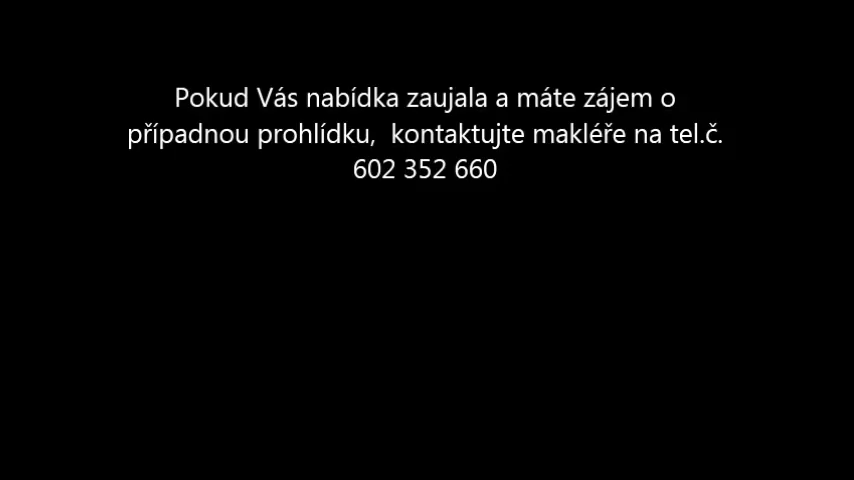 Pokud Vás nabídka zaujala a máte zájem o
případnou prohlídku,  kontaktujte makléře na tel.č.
602 352 660